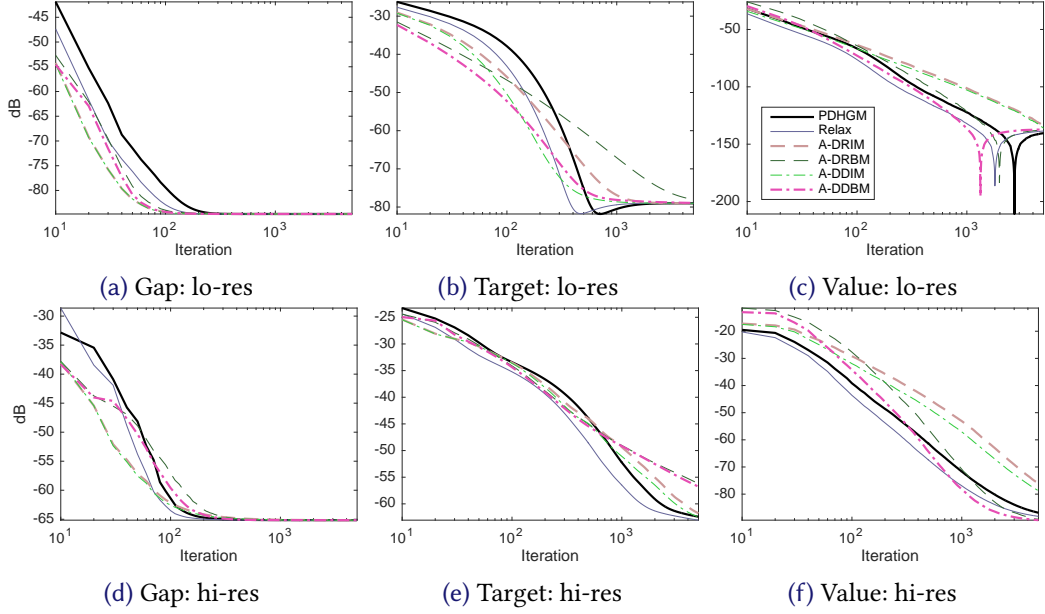 -45
-50
-55
-60
-65
-70
-75
-80
dB
10^1
10^2
10^3
Iteration
(a) Gap: lo-res
-30
-40
-50
-60
-70
-80
10^1
10^2
10^3
Iteration
(b) Target: lo-res
-50
-100
-150
-200
PDHGM
Relax
A-DRIM
A-DRBM
A-DDIM
A-DDBM
10^1
10^2
10^3
Iteration
(c) Value: lo-res
-30
-35
-40
-45
-50
-55
-60
-65
dB
10^1
10^2
10^3
Iteration
(d) Gap: hi-res
-25
-30
-35
-40
-45
-50
-55
-60
10^1
10^2
10^3
Iteration
(e) Target: hi-res
-20
-30
-40
-50
-60
-70
-80
10^1
10^2
10^3
Iteration
(f) Value: hi-res